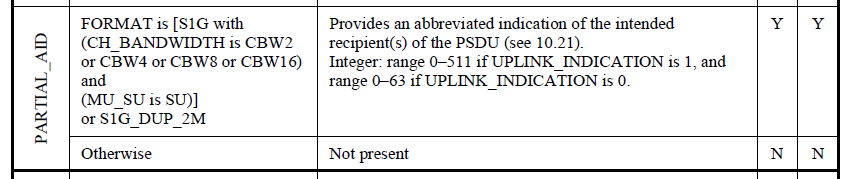 PARTIAL_AID
FORMAT is [S1G with
(CH_BANDWIDTH is CBW2
or CBW4 or CBW8 or CBW16)
and
(MU_SU is SU)]
or S1G_DUP_2M
Provides an abbreviated indication of the intended
recipient(s) of the PSDU (see 10.21).
Integer: range 0–511 if UPLINK_INDICATION is 1, and
range 0–63 if UPLINK_INDICATION is 0.
Y Y
Otherwise Not present N N